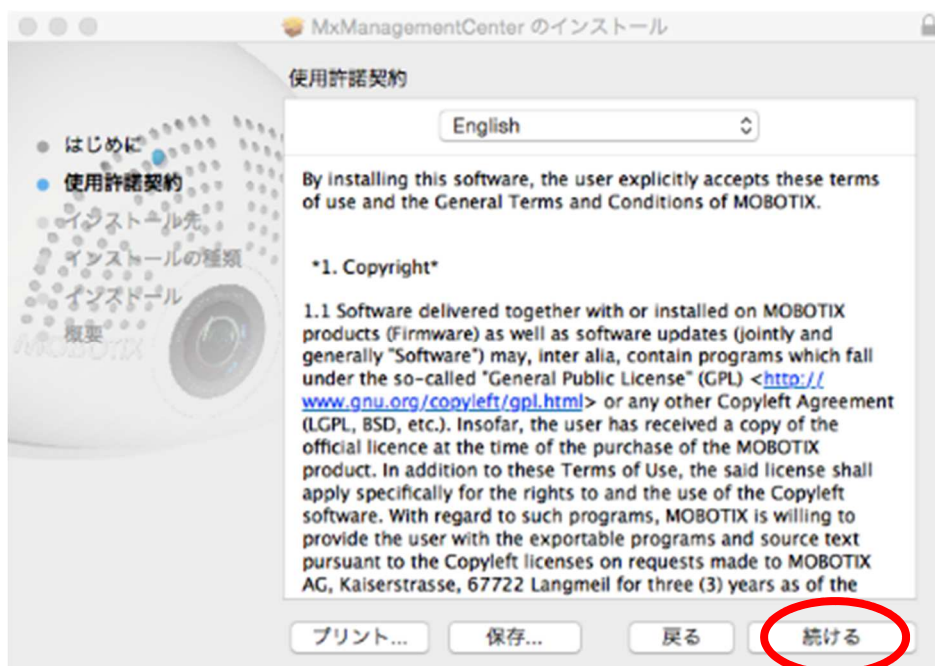 MxManagementCenter のインストール
使用許諾契約
English
はじめに
使用許諾契約
インストール先
インストールの種類
インストール
概要
MOBOTIX
By installing this software, the user explicitly accepts these terms
of use and the General Terms and Conditions of MOBOTIX.
*1. Copyright*
1.1 Software delivered together with or installed on MOBOTIX
products (Firmware) as well as software updates (jointly and
generally "Software") may, inter alia, contain programs which fall
under the so-called "General Public License" (GPL) <http://
www.gnu.org/copyleft/gpl.html> or any other Copyleft Agreement
(LGPL, BSD, etc.). Insofar, the user has received a copy of the
official licence at the time of the purchase of the MOBOTIX
product. In addition to these Terms of Use, the said license shall
apply specifically for the rights to and the use of the Copyleft
software. With regard to such programs, MOBOTIX is willing to
provide the user with the exportable programs and source text
pursuant to the Copyleft licenses on requests made to MOBOTIX
AG, Kaiserstrasse, 67722 Langmeil for three (3) years as of the
プリント... 保存... 戻る 続ける